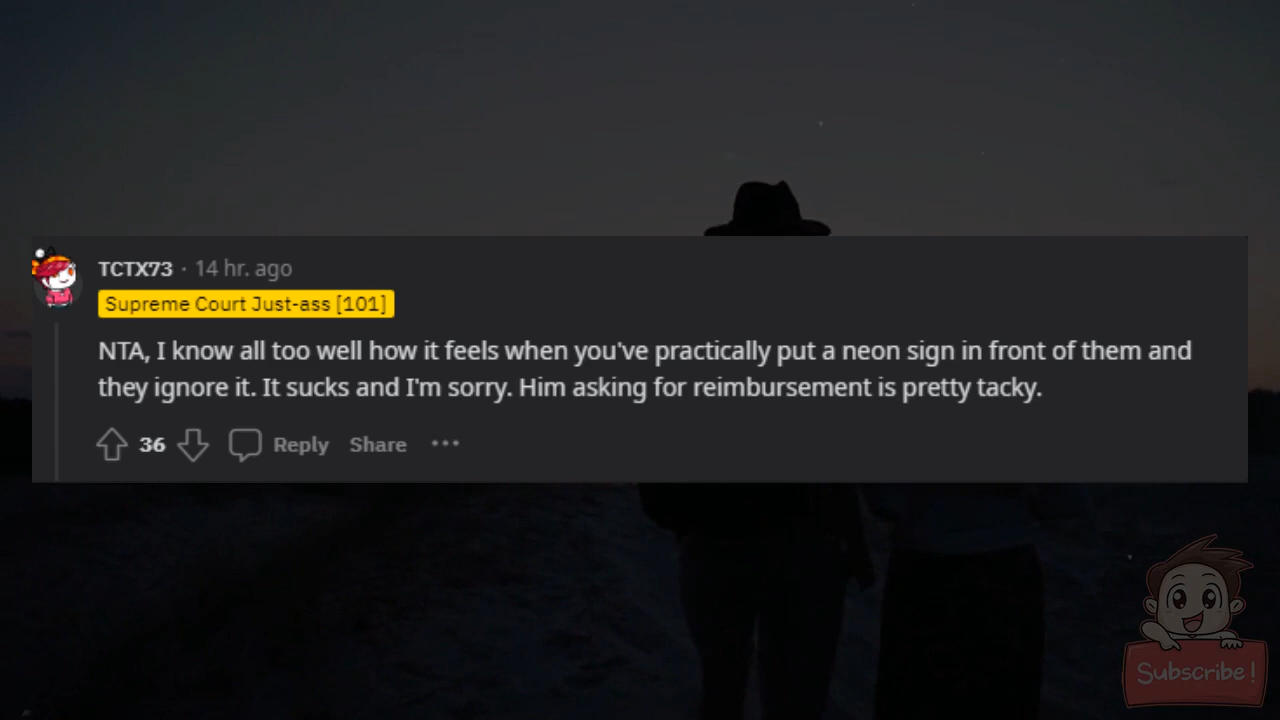 TCTX73 · 14 hr. ago
Supreme Court Just-ass [101]
NTA, I know all too well how it feels when you've practically put a neon sign in front of them and
they ignore it. It sucks and I'm sorry. Him asking for reimbursement is pretty tacky.
36 Reply Share ···
Subscribe!